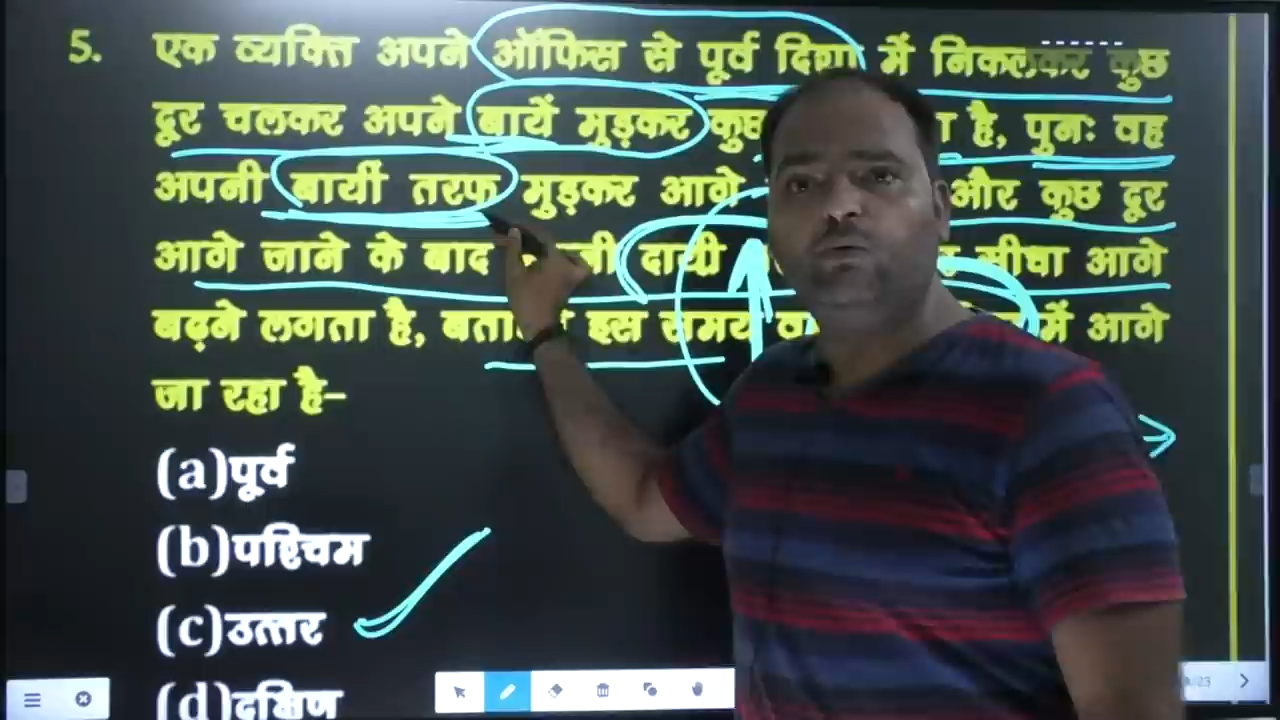 5. एक व्यक्ति अपने ऑफिस से पूर्व दिशा में निकलकर कुछ
दूर चलकर अपने बायें मुड़कर कुछ है, पुनः वह
अपनी बायीं तरफ मुड़कर आगे और कुछ दूर
आगे जाने के बाद दायीं सीधा आगे
बढ़ने लगता है, इस समय में आगे
जा रहा है-
(a)पूर्व
(b)पश्चिम
(c)उत्तर
(d)दक्षिण